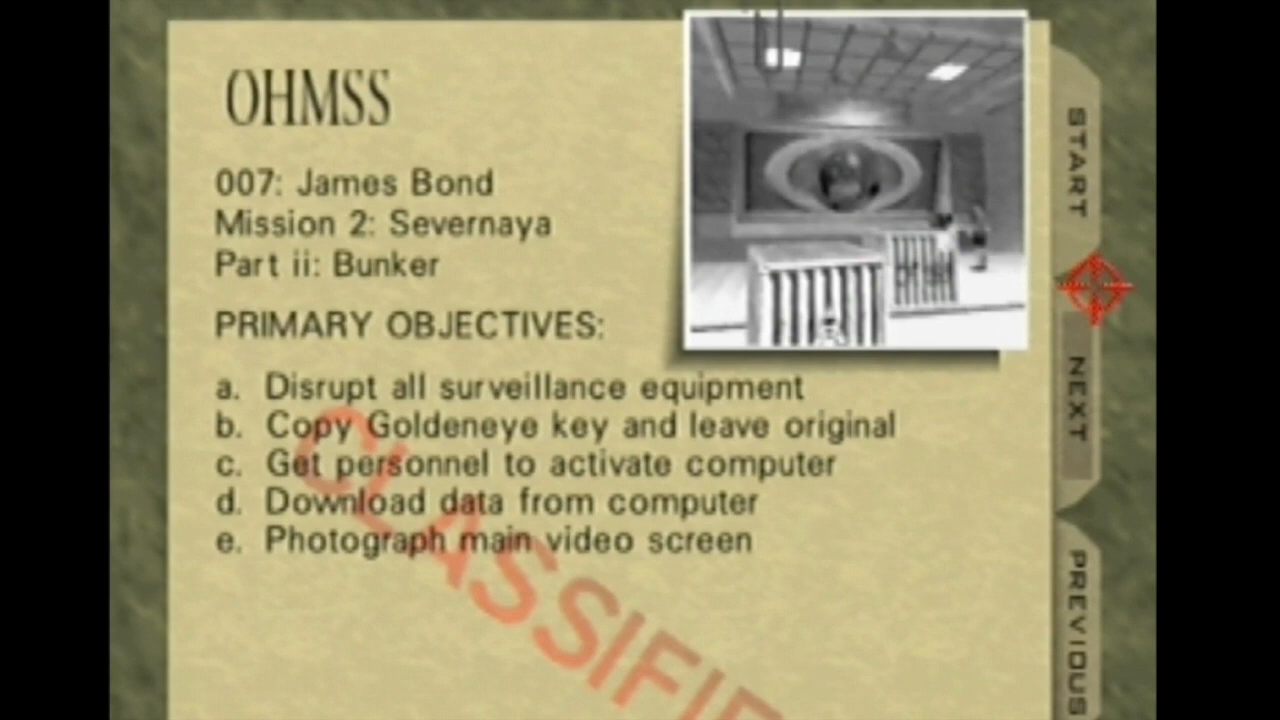 OHMSS
007: James Bond
Mission 2: Severnaya
Part ii: Bunker
PRIMARY OBJECTIVES:
a. Disrupt all surveillance equipment
b. Copy Goldeneye key and leave original
c. Get personnel to activate computer
d. Download data from computer
e. Photograph main video screen
CLASSIFIE
START
NEXT
PREVIOUS